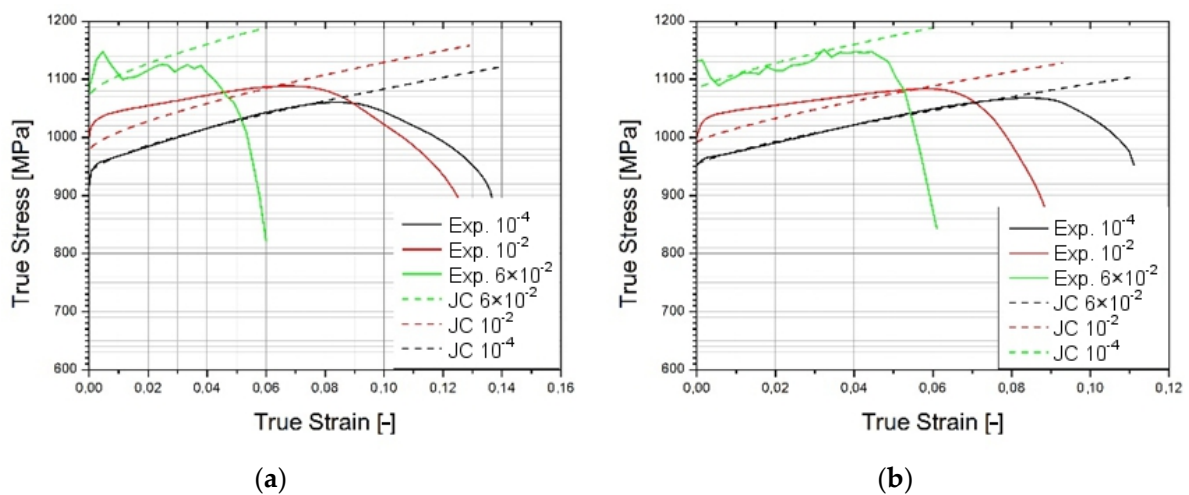 1200
1100
1000
900
800
700
600
True Stress [MPa]
0,00 0,02 0,04 0,06 0,08 0,10 0,12 0,14 0,16
True Strain [-]
Exp. 10⁻⁴
Exp. 10⁻²
Exp. 6×10⁻²
JC 6×10⁻²
JC 10⁻²
JC 10⁻⁴
(a)
1200
1100
1000
900
800
700
600
True Stress [MPa]
0,00 0,02 0,04 0,06 0,08 0,10 0,12
True Strain [-]
Exp. 10⁻⁴
Exp. 10⁻²
Exp. 6×10⁻²
JC 6×10⁻²
JC 10⁻²
JC 10⁻⁴
(b)